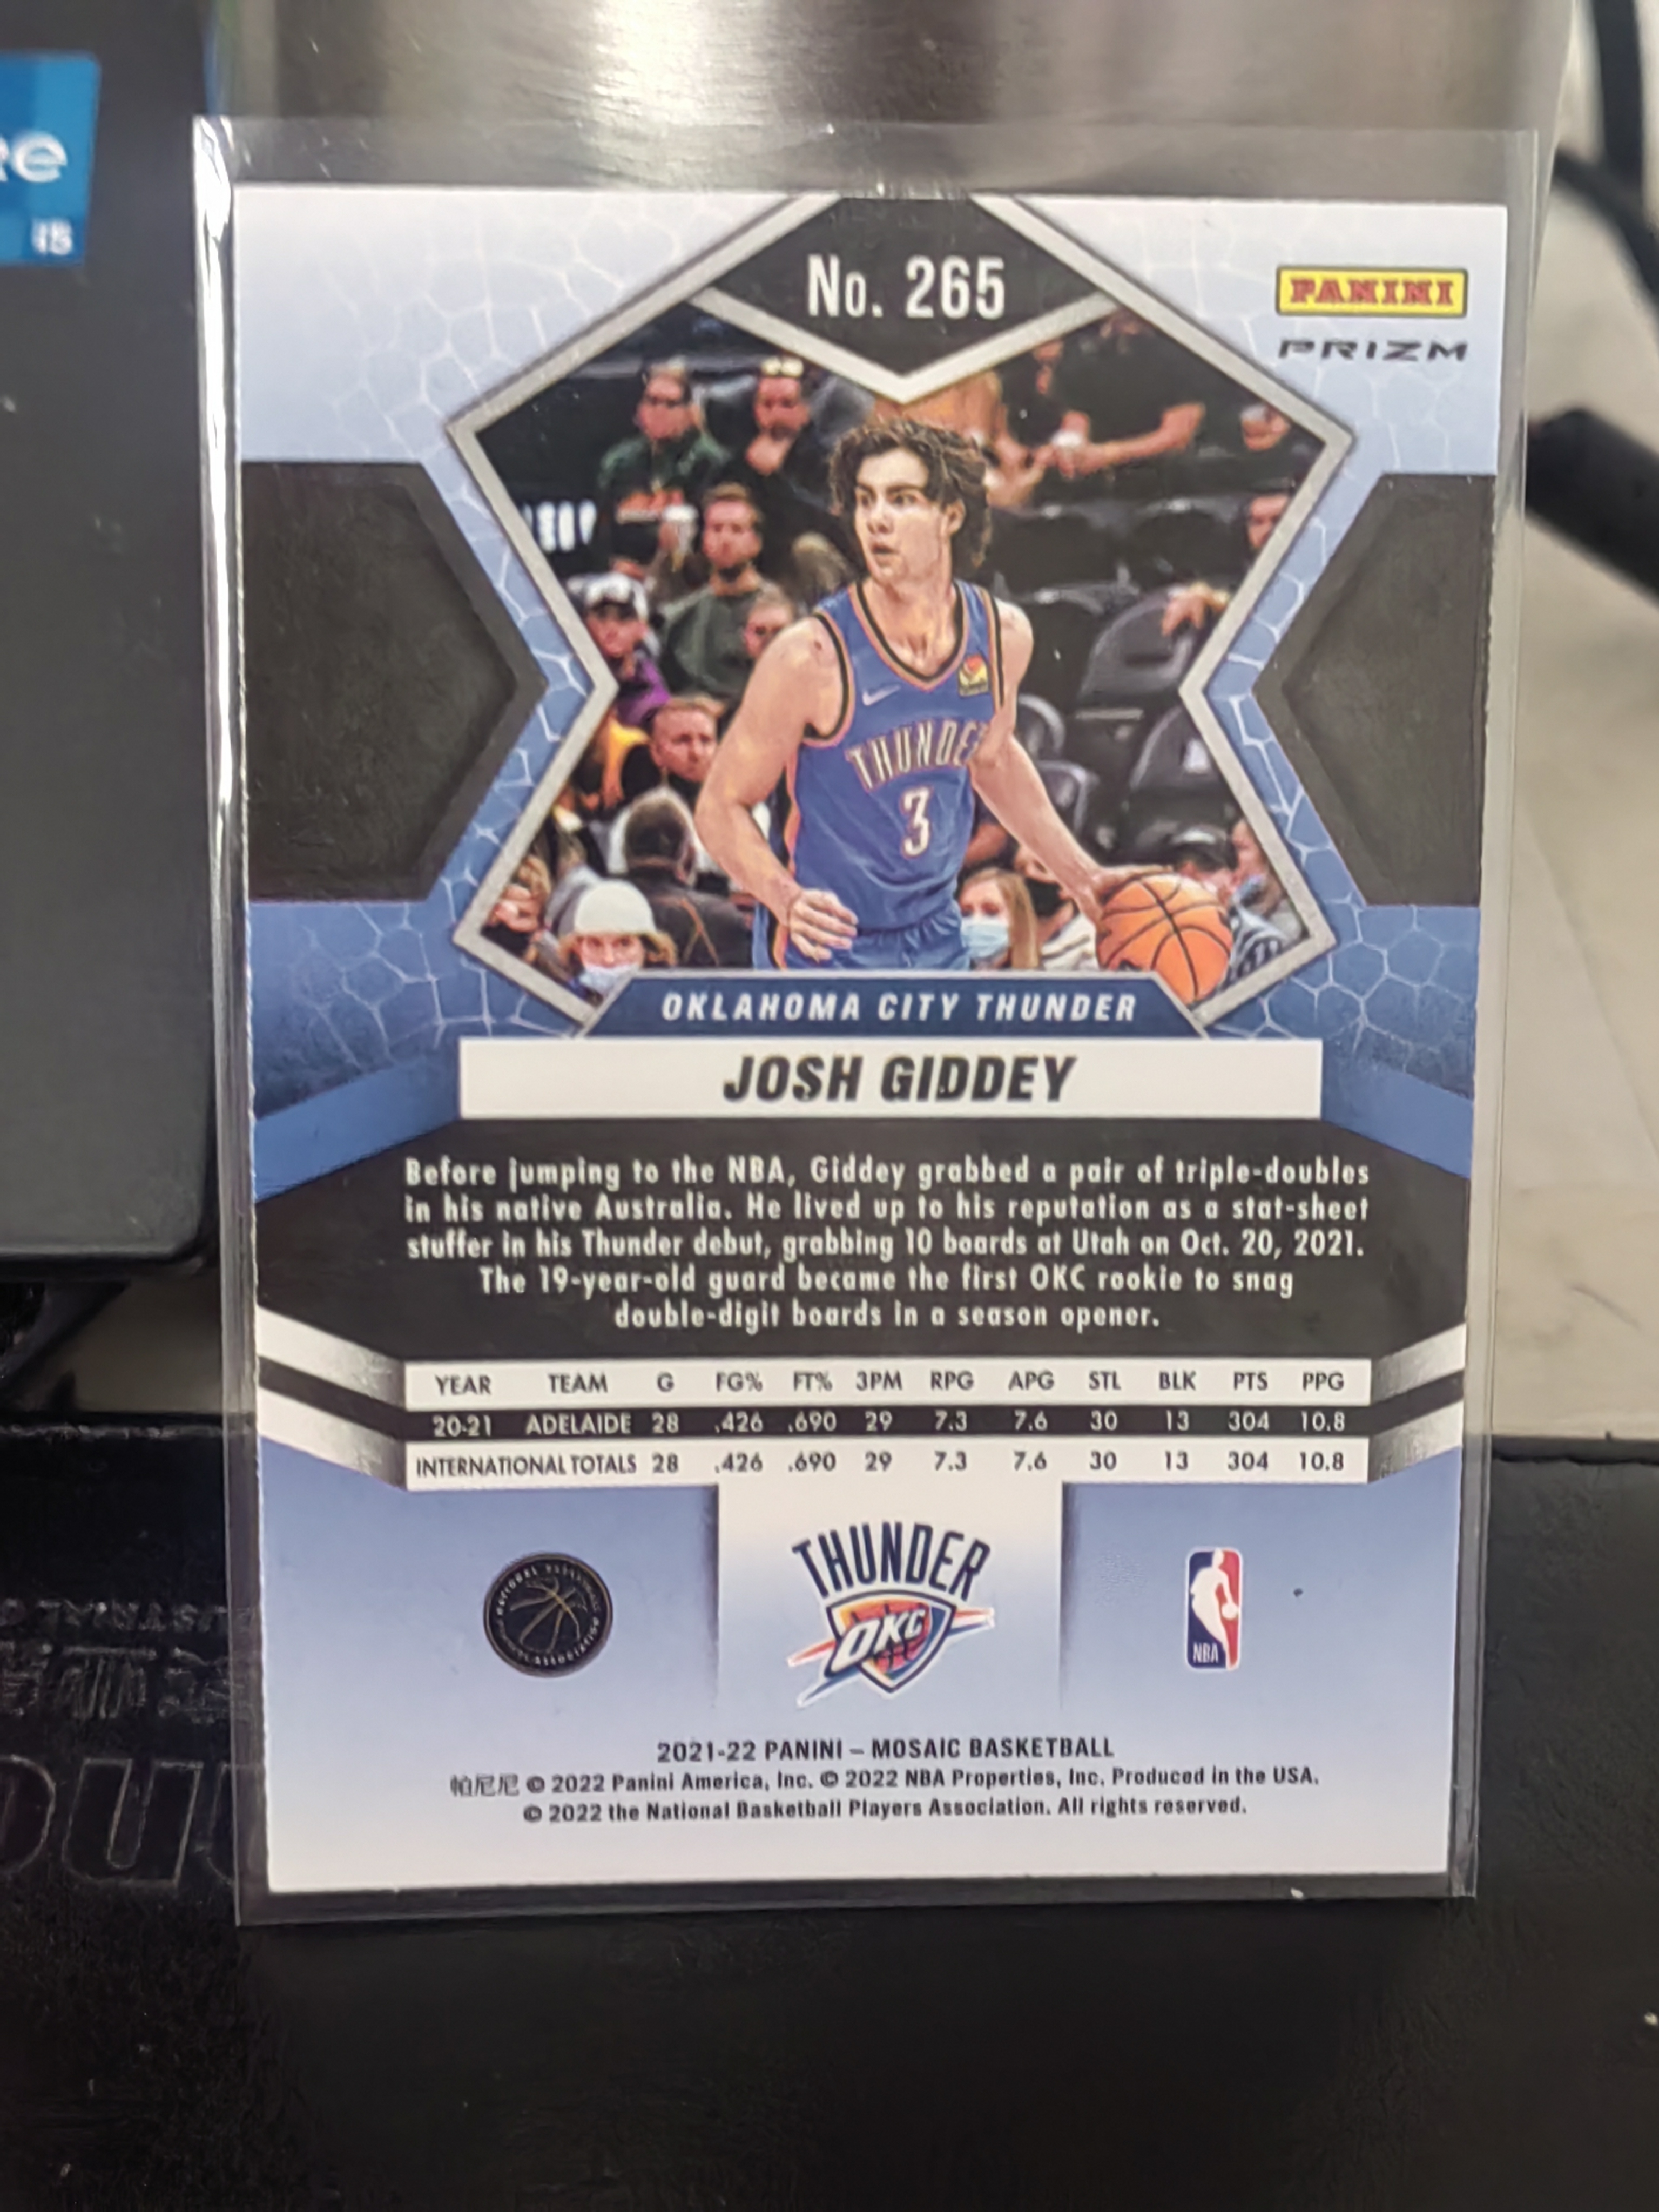 No. 265
PANINI
PRIZM
THUNDE
3
OKLAHOMA CITY THUNDER
JOSH GIDDEY
Before jumping to the NBA, Giddey grabbed a pair of triple-doubles
in his native Australia. He lived up to his reputation as a stat-sheet
stuffer in his Thunder debut, grabbing 10 boards at Utah on Oct. 20, 2021.
The 19-year-old guard became the first OKC rookie to snag
double-digit boards in a season opener.
YEAR TEAM G FG% FT% 3PM RPG APG STL BLK PTS PPG
20-21 ADELAIDE 28 .426 .690 29 7.3 7.6 30 13 304 10.8
INTERNATIONAL TOTALS 28 .426 .690 29 7.3 7.6 30 13 304 10.8
THUNDER
OKC
NBA
2021-22 PANINI – MOSAIC BASKETBALL
帕尼尼 © 2022 Panini America, Inc. © 2022 NBA Properties, Inc. Produced in the USA.
© 2022 the National Basketball Players Association. All rights reserved.